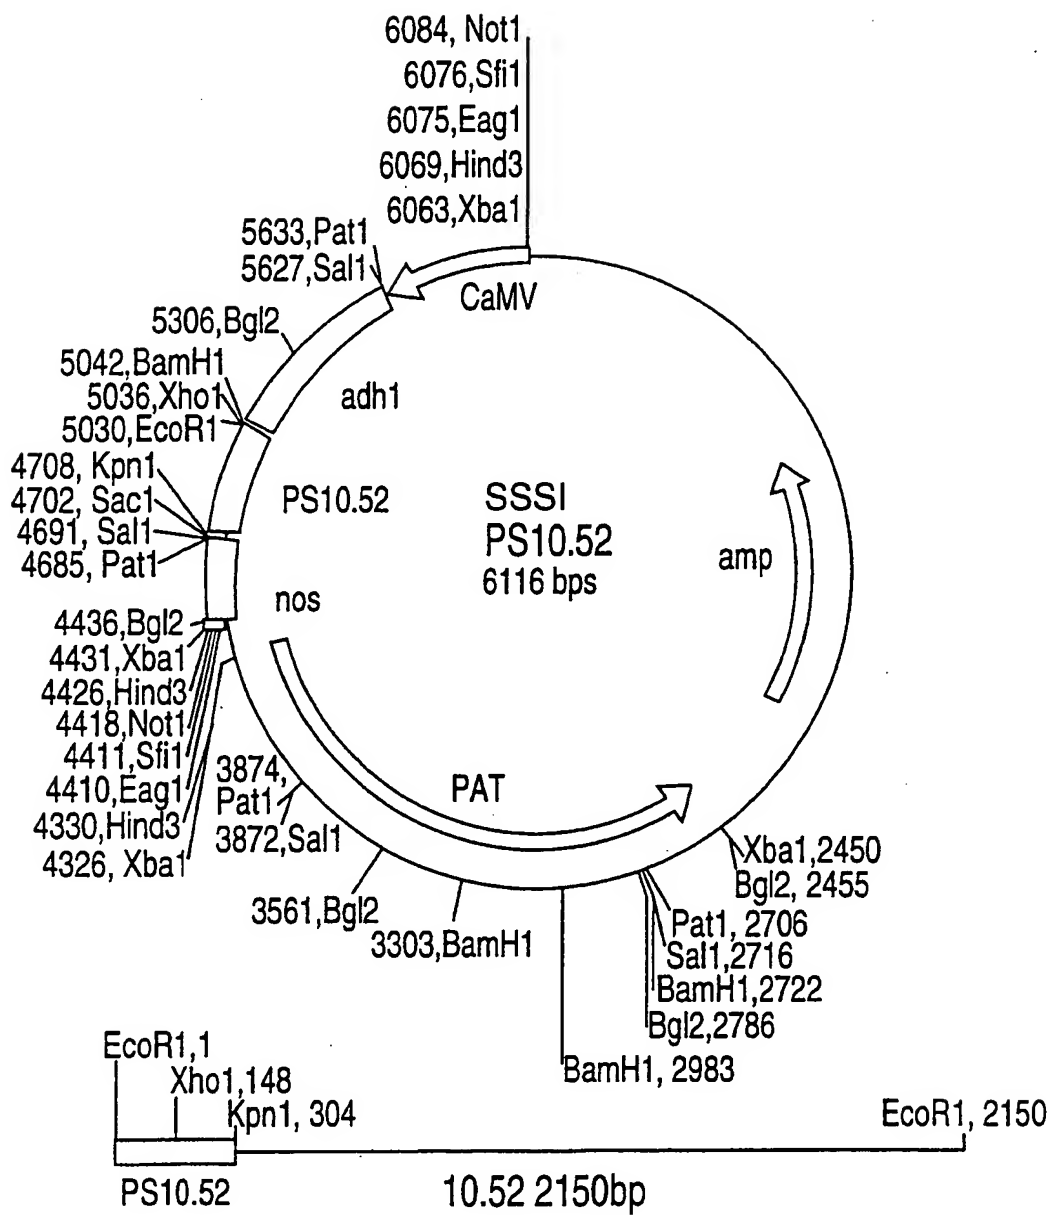 6084, Not1
6076,Sfi1
6075,Eag1
6069,Hind3
6063,Xba1
5633,Pat1
5627,Sal1
CaMV
5306,Bgl2
5042,BamH1
5036,Xho1
5030,EcoR1
adh1
4708, Kpn1
4702, Sac1
4691, Sal1
4685, Pat1
PS10.52
SSSI
PS10.52
6116 bps
amp
nos
4436,Bgl2
4431,Xba1
4426,Hind3
4418,Not1
4411,Sfi1
4410,Eag1
4330,Hind3
4326, Xba1
3874,
Pat1
3872,Sal1
PAT
3561,Bgl2
3303,BamH1
Xba1,2450
Bgl2, 2455
Pat1, 2706
Sal1,2716
BamH1,2722
Bgl2,2786
BamH1, 2983
EcoR1,1
Xho1,148
Kpn1, 304
EcoR1, 2150
PS10.52
10.52 2150bp